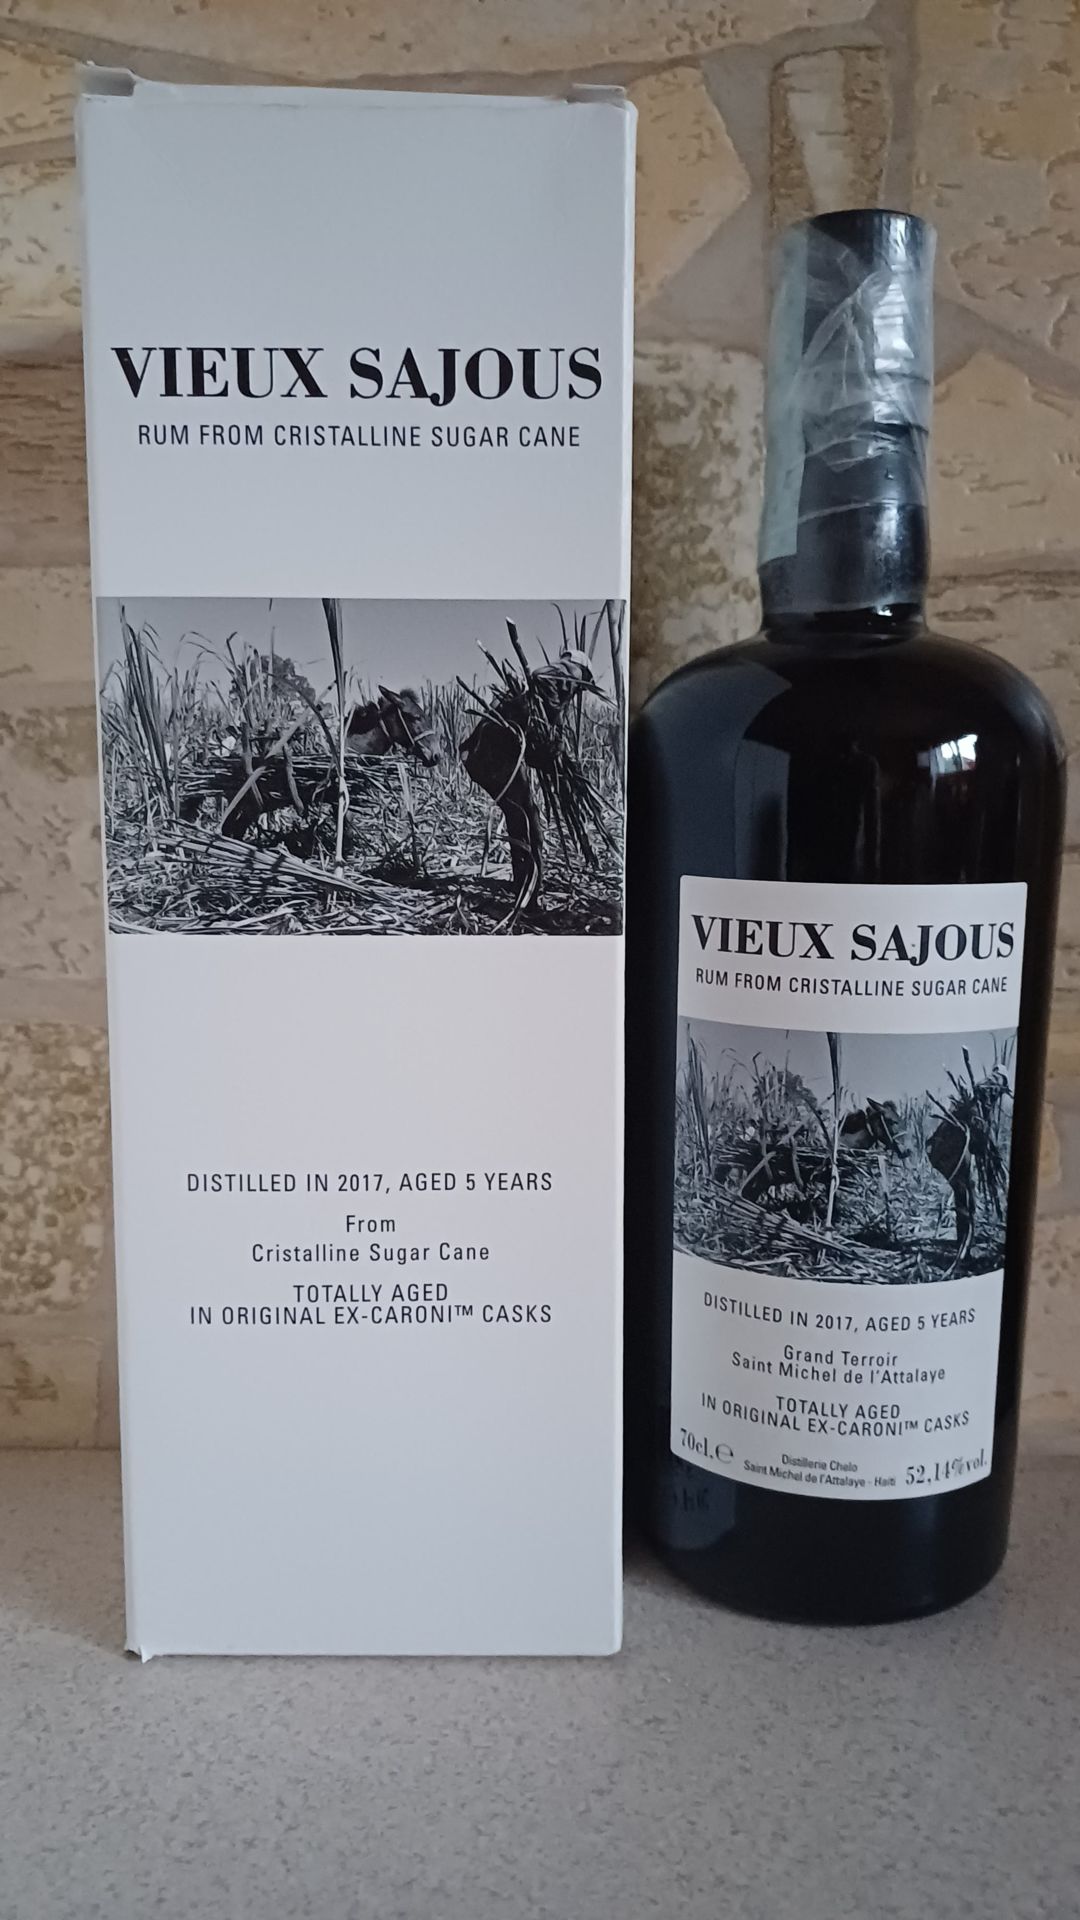 VIEUX SAJOUS
RUM FROM CRISTALLINE SUGAR CANE
DISTILLED IN 2017, AGED 5 YEARS
From
Cristalline Sugar Cane
TOTALLY AGED
IN ORIGINAL EX-CARONI™ CASKS
VIEUX SAJOUS
RUM FROM CRISTALLINE SUGAR CANE
DISTILLED IN 2017, AGED 5 YEARS
Grand Terroir
Saint Michel de l'Attalaye
TOTALLY AGED
IN ORIGINAL EX-CARONI™ CASKS
70cl.℮
Distillerie Chelo
Saint Michel de l'Attalaye - Haiti
52,14%vol.